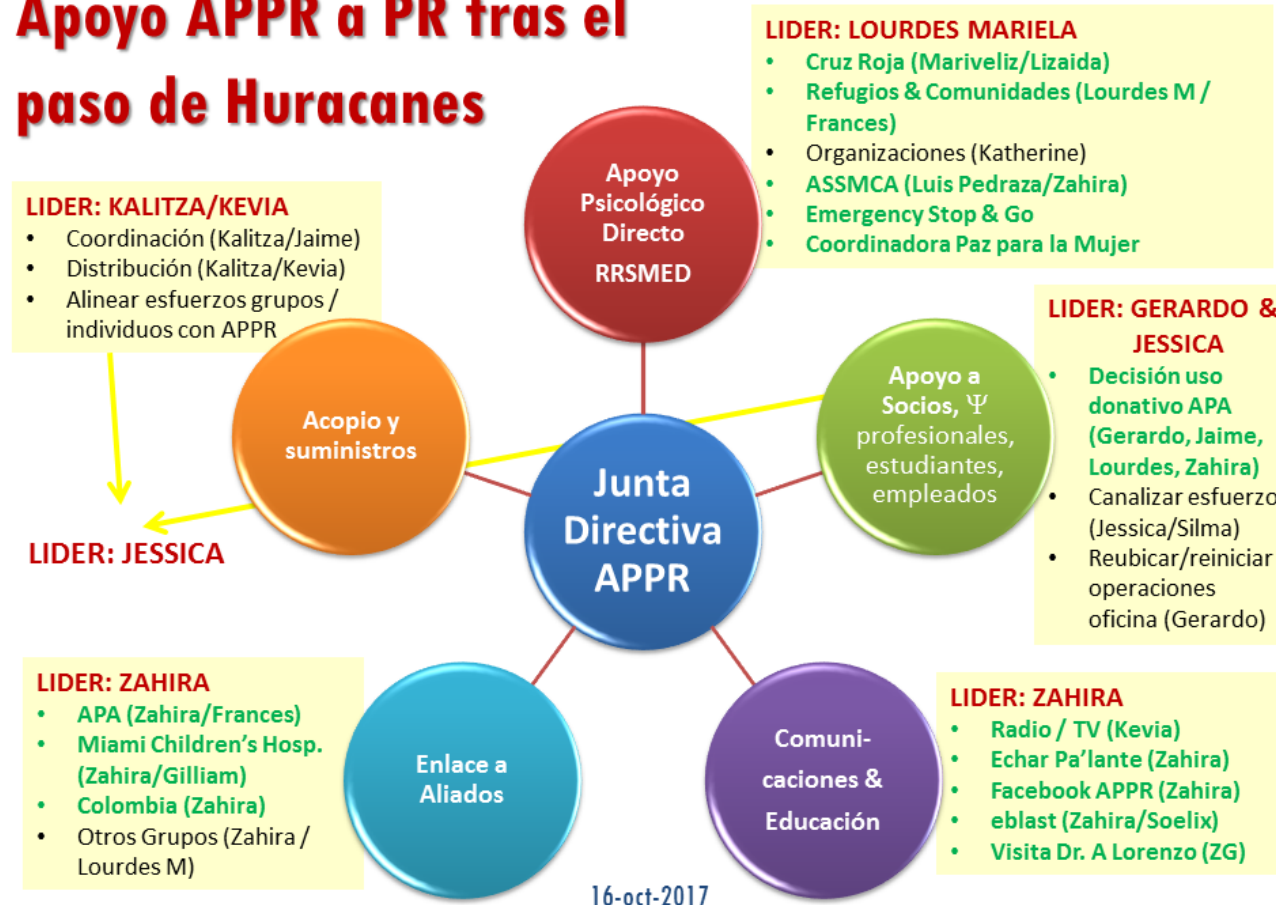 Apoyo APPR a PR tras el
paso de Huracanes
LIDER: LOURDES MARIELA
• Cruz Roja (Mariveliz/Lizaida)
• Refugios & Comunidades (Lourdes M /
Frances)
• Organizaciones (Katherine)
• ASSMCA (Luis Pedraza/Zahira)
• Emergency Stop & Go
• Coordinadora Paz para la Mujer
Apoyo
Psicológico
Directo
RRSMED
LIDER: KALITZA/KEVIA
• Coordinación (Kalitza/Jaime)
• Distribución (Kalitza/Kevia)
• Alinear esfuerzos grupos /
individuos con APPR
Acopio y
suministros
LIDER: JESSICA
Apoyo a
Socios, Ψ
profesionales,
estudiantes,
empleados
LIDER: GERARDO &
JESSICA
• Decisión uso
donativo APA
(Gerardo, Jaime,
Lourdes, Zahira)
• Canalizar esfuerzo
(Jessica/Silma)
• Reubicar/reiniciar
operaciones
oficina (Gerardo)
Junta
Directiva
APPR
LIDER: ZAHIRA
• APA (Zahira/Frances)
• Miami Children's Hosp.
(Zahira/Gilliam)
• Colombia (Zahira)
• Otros Grupos (Zahira /
Lourdes M)
Enlace a
Aliados
Comuni-
caciones &
Educación
LIDER: ZAHIRA
• Radio / TV (Kevia)
• Echar Pa'lante (Zahira)
• Facebook APPR (Zahira)
• eblast (Zahira/Soelix)
• Visita Dr. A Lorenzo (ZG)
16-oct-2017